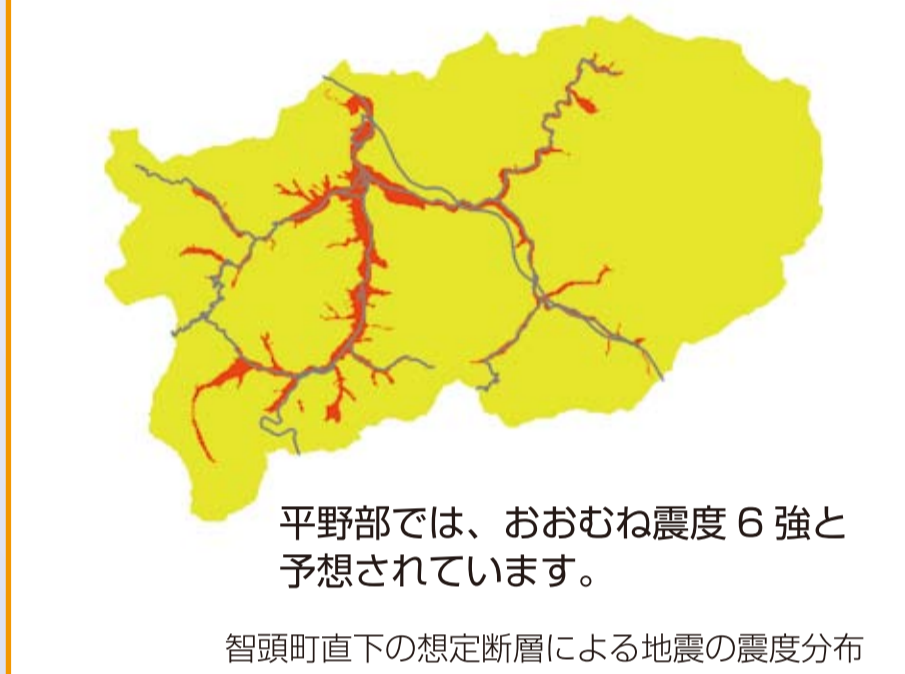 平野部では、おおむね震度6強と
予想されています。
智頭町直下の想定断層による地震の震度分布